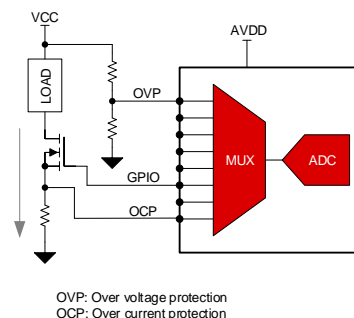 VCC
AVDD
LOAD
OVP
MUX
ADC
GPIO
OCP
OVP: Over voltage protection
OCP: Over current protection